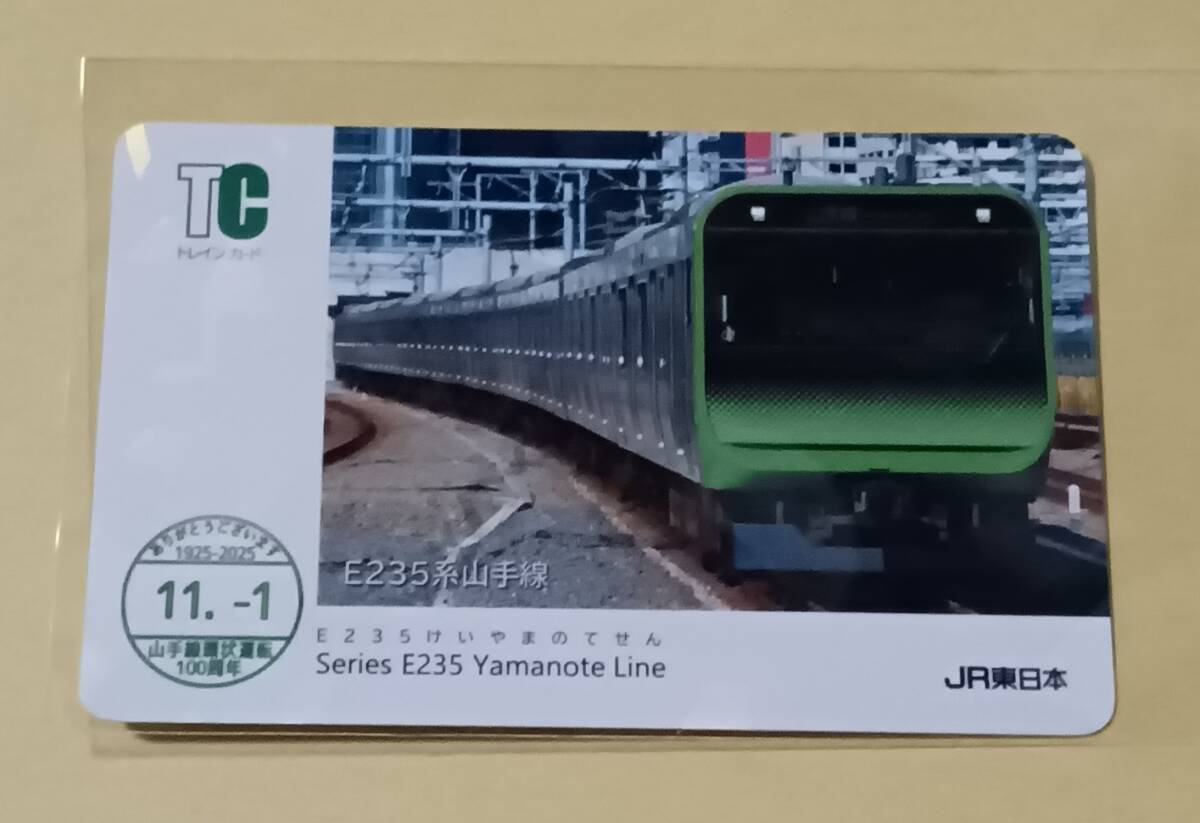 TC
トレインカード
E235系山手線
E235けいやまのてせん
Series E235 Yamanote Line
JR東日本
ありがとうございます
1925-2025
11.-1
山手線環状運転
100周年